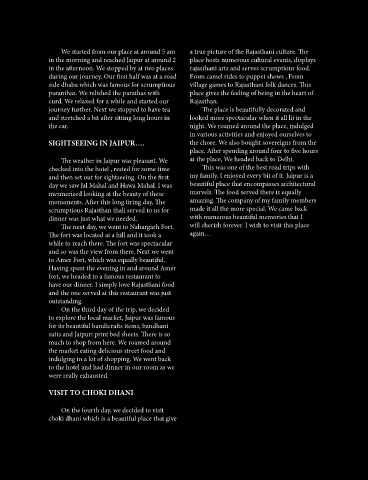 We started from our place at around 5 am
in the morning and reached Jaipur at around 2
in the afternoon. We stopped by at two places
during our journey. Our first half was at a road
side dhaba which was famous for scrumptious
paranthas. We relished the parathas with
curd. We relaxed for a while and started our
journey further. Next we stopped to have tea
and stretched a bit after sitting long hours in
the car.
SIGHTSEEING IN JAIPUR….
The weather in Jaipur was pleasant. We
checked into the hotel , rested for some time
and then set out for sightseeing. On the first
day we saw Jal Mahal and Hawa Mahal. I was
mesmerized looking at the beauty of these
monuments. After this long tiring day, The
scrumptious Rajasthan thali served to us for
dinner was just what we needed.
The next day, we went to Nahargarh Fort.
The fort was located at a hill and it took a
while to reach there. The fort was spectacular
and so was the view from there. Next we went
to Amer Fort, which was equally beautiful.
Having spent the evening in and around Amer
fort, we headed to a famous restaurant to
have our dinner. I simply love Rajasthani food
and the one served at this restaurant was just
outstanding.
On the third day of the trip, we decided
to explore the local market, Jaipur was famous
for its beautiful handicrafts items, bandhani
suits and Jaipuri print bed sheets. There is so
much to shop from here. We roamed around
the market eating delicious street food and
indulging in a lot of shopping. We went back
to the hotel and had dinner in our room as we
were really exhausted.
VISIT TO CHOKI DHANI
On the fourth day, we decided to visit
choki dhani which is a beautiful place that give
a true picture of the Rajasthani culture. The
place hosts numerous cultural events, displays
rajasthani arts and serves scrumptious food.
From camel rides to puppet shows , From
village games to Rajasthani folk dances. This
place gives the feeling of being in the heart of
Rajasthan.
The place is beautifully decorated and
looked more spectacular when it all lit in the
night. We roamed around the place, indulged
in various activities and enjoyed ourselves to
the chore. We also bought sovereigns from the
place. After spending around four to five hours
at the place, We headed back to Delhi.
This was one of the best road trips with
my family. I enjoyed every bit of it. Jaipur is a
beautiful place that encompasses architectural
marvels. The food served there is equally
amazing. The company of my family members
made it all the more special. We came back
with numerous beautiful memories that I
will cherish forever. I wish to visit this place
again…